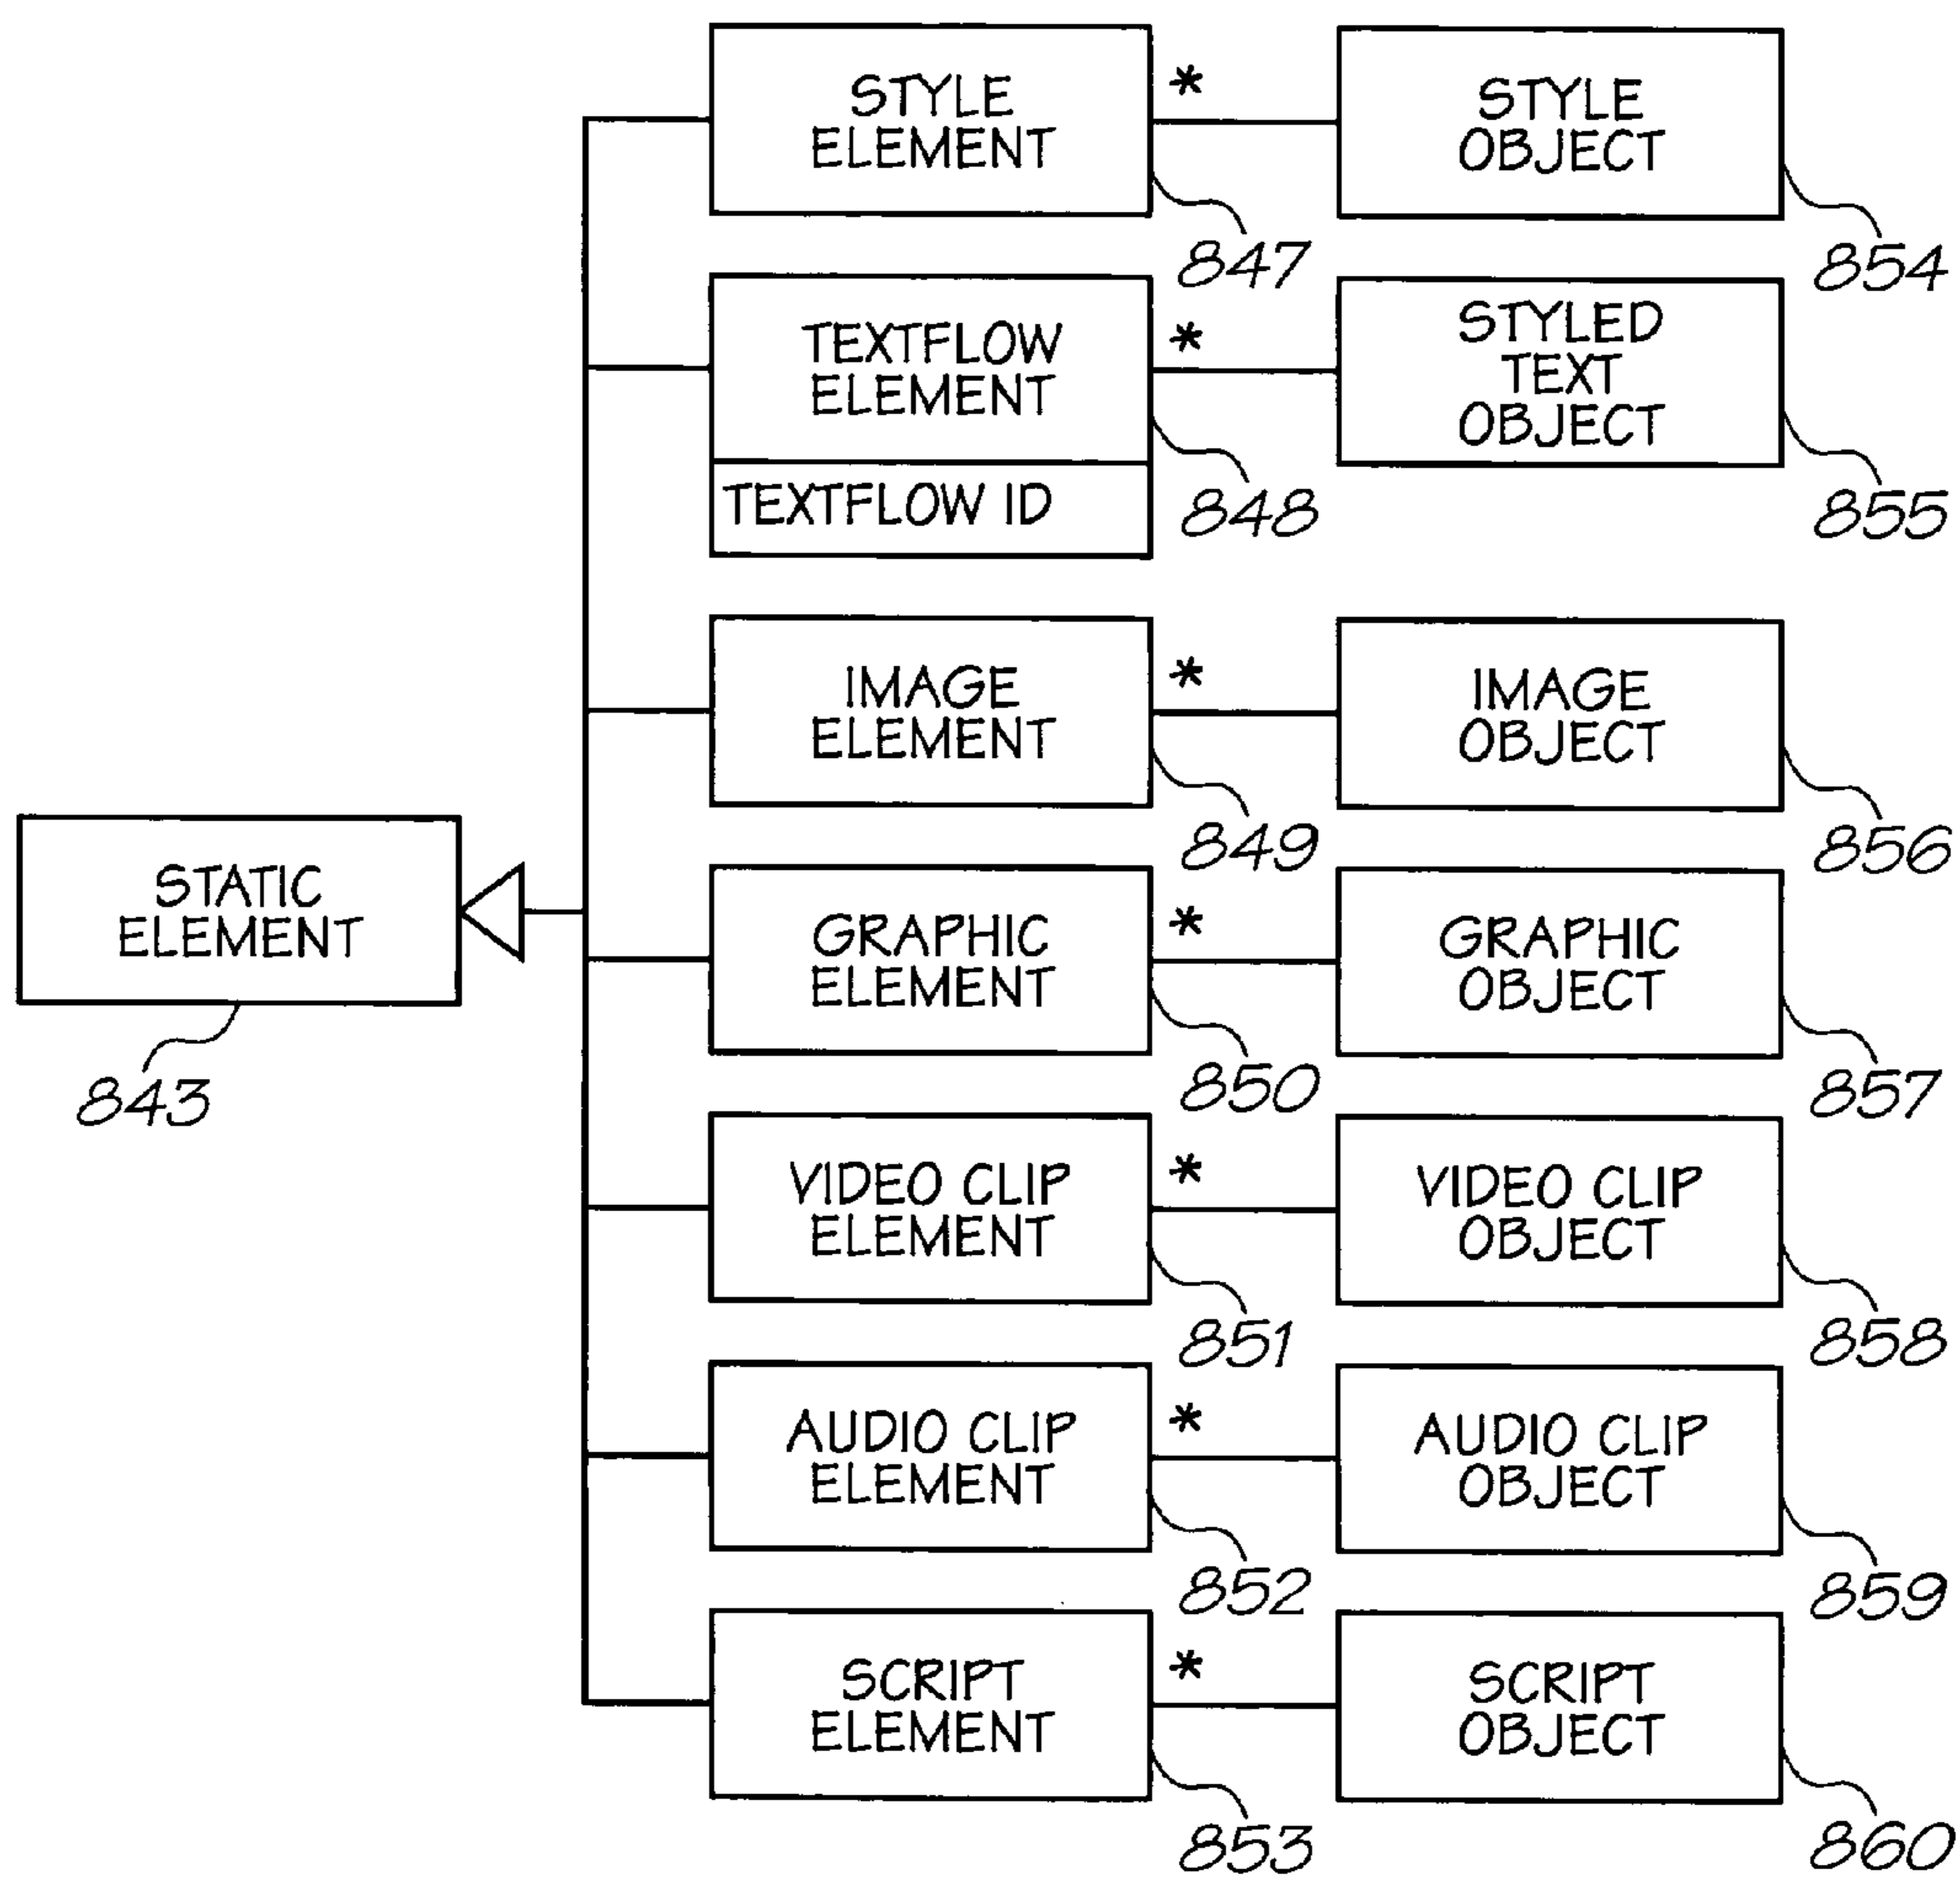 STYLE
ELEMENT
*
STYLE
OBJECT
847
854
TEXTFLOW
ELEMENT
*
STYLED
TEXT
OBJECT
TEXTFLOW ID
848
855
IMAGE
ELEMENT
*
IMAGE
OBJECT
849
856
STATIC
ELEMENT
843
GRAPHIC
ELEMENT
*
GRAPHIC
OBJECT
850
857
VIDEO CLIP
ELEMENT
*
VIDEO CLIP
OBJECT
851
858
AUDIO CLIP
ELEMENT
*
AUDIO CLIP
OBJECT
852
859
SCRIPT
ELEMENT
*
SCRIPT
OBJECT
853
860